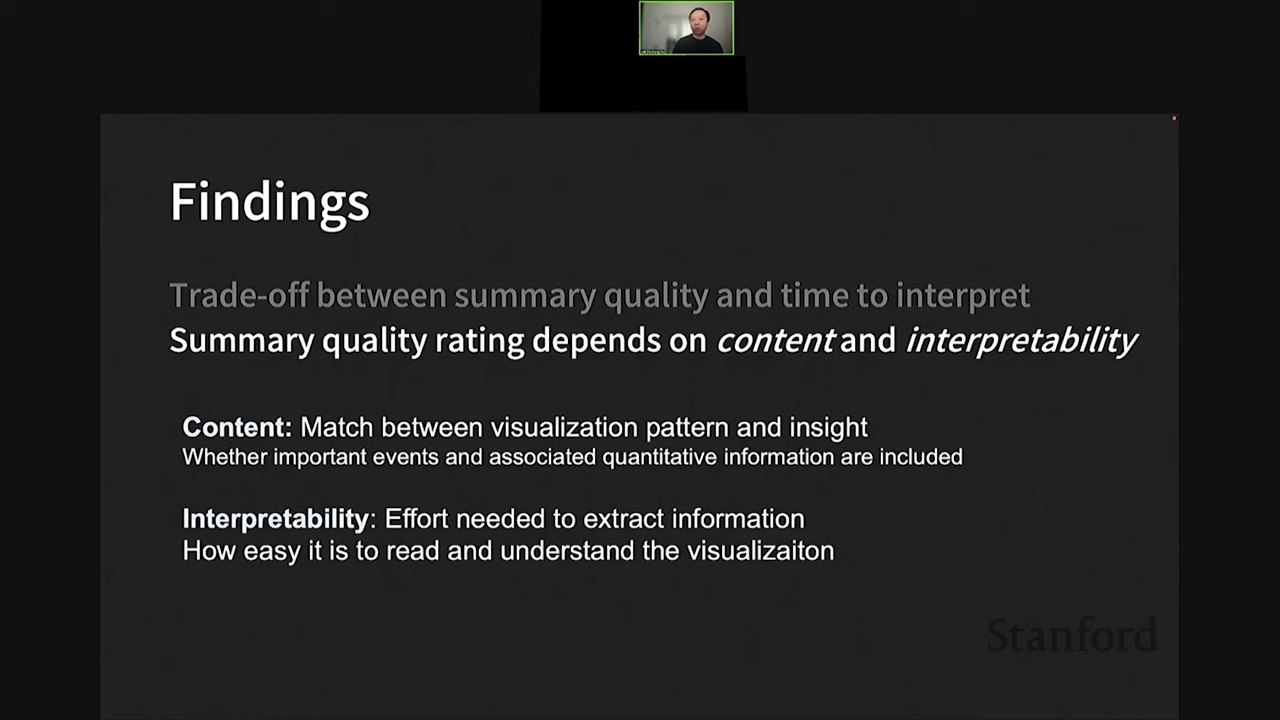 Findings
Trade-off between summary quality and time to interpret
Summary quality rating depends on content and interpretability
Content: Match between visualization pattern and insight
Whether important events and associated quantitative information are included
Interpretability: Effort needed to extract information
How easy it is to read and understand the visualizaiton
Stanford